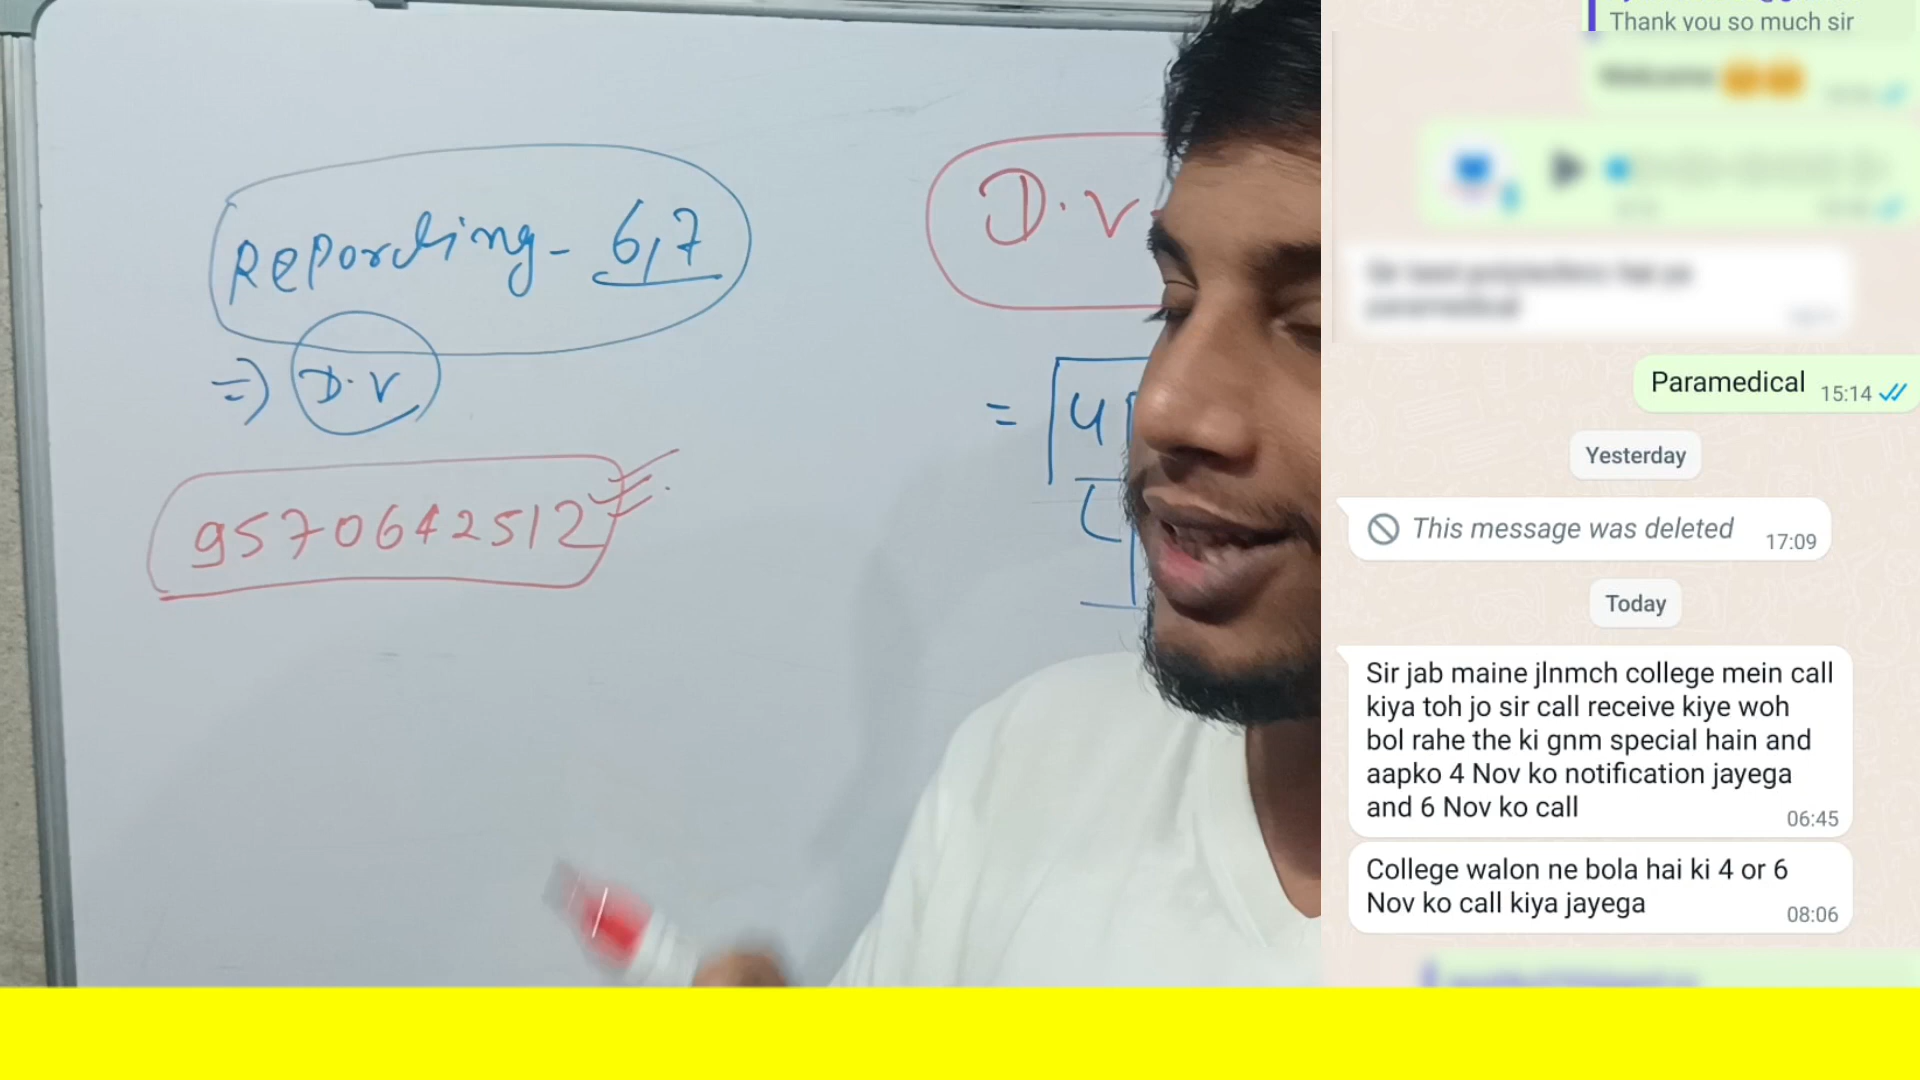 Reporting - 6,7
=> D.V
9570642512
D.V
= 4
Thank you so much sir
Paramedical 15:14
Yesterday
This message was deleted 17:09
Today
Sir jab maine jlnmch college mein call
kiya toh jo sir call receive kiye woh
bol rahe the ki gnm special hain and
aapko 4 Nov ko notification jayega
and 6 Nov ko call 06:45
College walon ne bola hai ki 4 or 6
Nov ko call kiya jayega 08:06